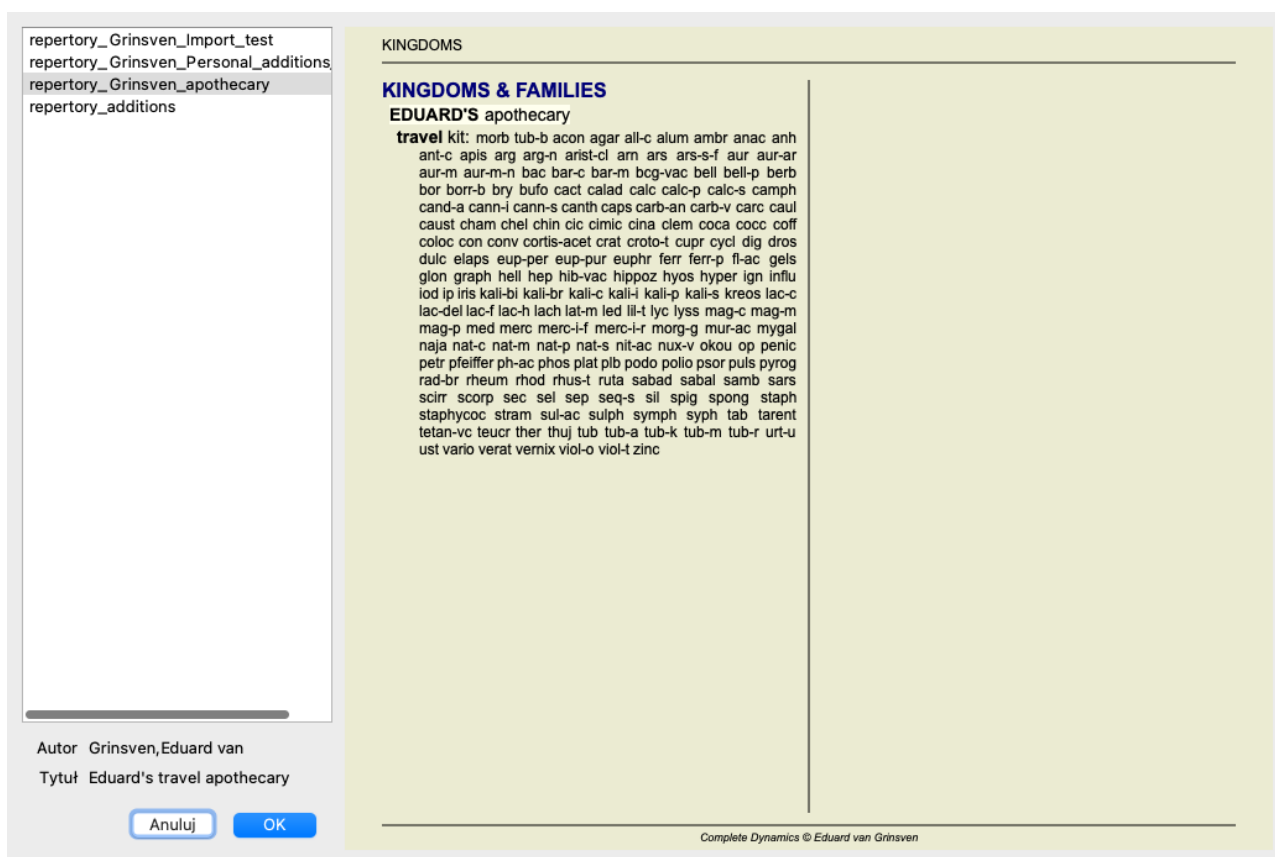 repertory_Grinsven_Import_test
repertory_Grinsven_Personal_additions_
repertory_Grinsven_apothecary
repertory_additions
Autor Grinsven,Eduard van
Tytuł Eduard's travel apothecary
Anuluj OK
KINGDOMS
KINGDOMS & FAMILIES
EDUARD'S apothecary
travel kit: morb tub-b acon agar all-c alum ambr anac anh
ant-c apis arg arg-n arist-cl arn ars ars-s-f aur aur-ar
aur-m aur-m-n bac bar-c bar-m bcg-vac bell bell-p berb
bor borr-b bry bufo cact calad calc calc-p calc-s camph
cand-a cann-i cann-s canth caps carb-an carb-v carc caul
caust cham chel chin cic cimic cina clem coca cocc coff
coloc con conv cortis-acet crat croto-t cupr cycl dig dros
dulc elaps eup-per eup-pur euphr ferr ferr-p fl-ac gels
glon graph hell hep hib-vac hippoz hyos hyper ign influ
iod ip iris kali-bi kali-br kali-c kali-i kali-p kali-s kreos lac-c
lac-del lac-f lac-h lach lat-m led lil-t lyc lyss mag-c mag-m
mag-p med merc merc-i-f merc-i-r morg-g mur-ac mygal
naja nat-c nat-m nat-p nat-s nit-ac nux-v okou op penic
petr pfeiffer ph-ac phos plat plb podo polio psor puls pyrog
rad-br rheum rhod rhus-t ruta sabad sabal samb sars
scirr scorp sec sel sep seq-s sil spig spong staph
staphycoc stram sul-ac sulph symph syph tab tarent
tetan-vc teucr ther thuj tub tub-a tub-k tub-m tub-r urt-u
ust vario verat vernix viol-o viol-t zinc
Complete Dynamics © Eduard van Grinsven